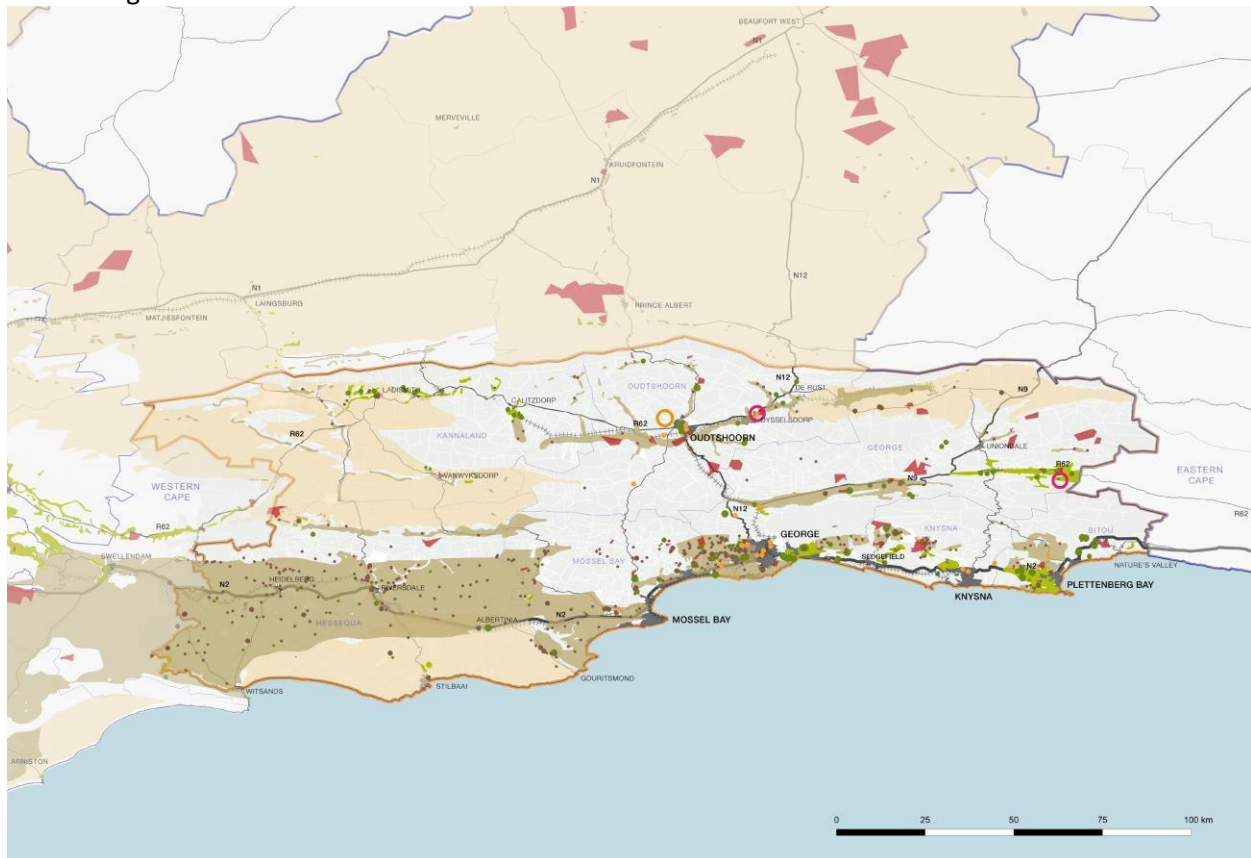 BEAUFORT WEST
N1
MERVEVILLE
KRUIDFONTEIN
N1
N12
N1
LAINGSBURG
PRINCE ALBERT
MATJIESFONTEIN
OUDTSHOORN
N12
DE RUST
N9
LADISMITH
CALITZDORP
DYSSELSDORP
R62
R62
OUDTSHOORN
KANNALAND
GEORGE
UNIONDALE
VANWYKSDORP
R62
N9
EASTERN
CAPE
WESTERN
CAPE
R62
N12
R62
GEORGE
KNYSNA
BITOU
SWELLENDAM
MOSSEL BAY
SEDGEFIELD
N2
NATURE'S VALLEY
N2
HEIDELBERG
RIVERSDALE
PLETTENBERG BAY
KNYSNA
N2
ALBERTINIA
MOSSEL BAY
HESSEQUA
GOURITSMOND
WITSANDS
STILBAAI
ARNISTON
0 25 50 75 100 km